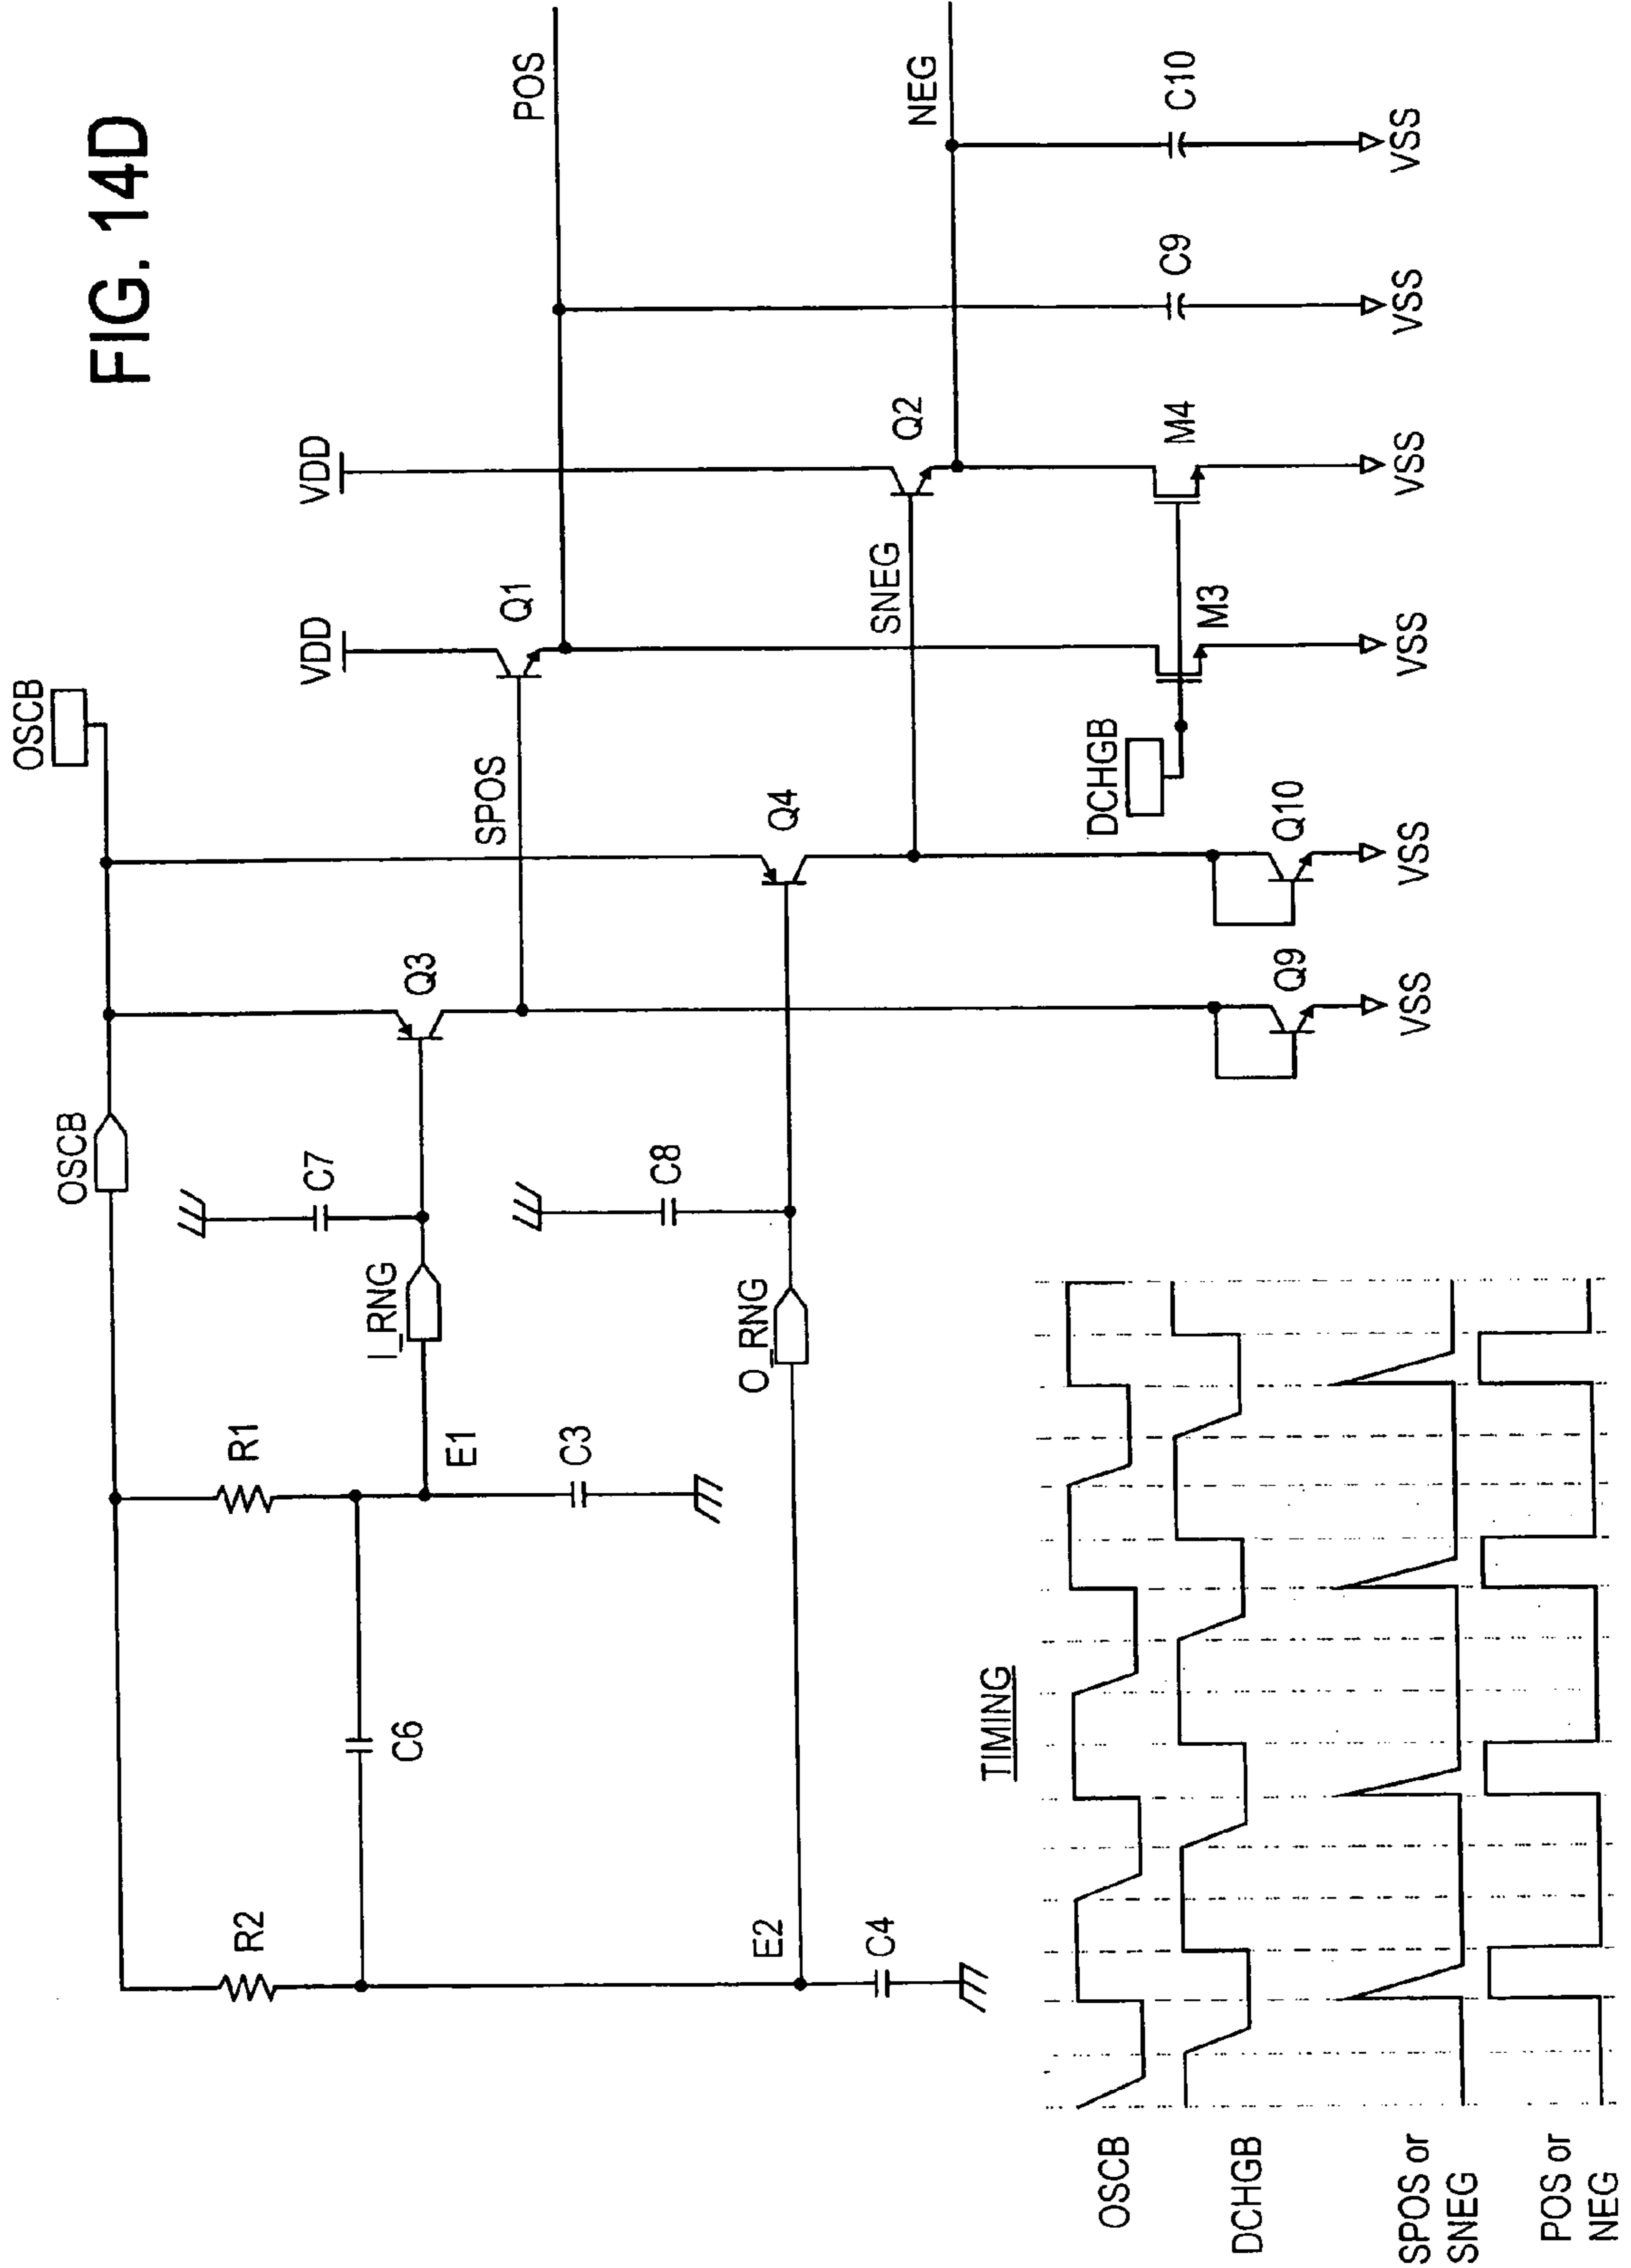 FIG. 14D
OSCB
OSCB
VDD
VDD
POS
R2
R1
I_RNG
C7
Q3
SPOS
Q1
C6
E1
C3
O_RNG
C8
Q4
SNEG
Q2
NEG
E2
C4
DCHGB
M3
M4
C9
C10
Q9
Q10
VSS
VSS
VSS
VSS
VSS
VSS
TIMING
OSCB
DCHGB
SPOS or
SNEG
POS or
NEG